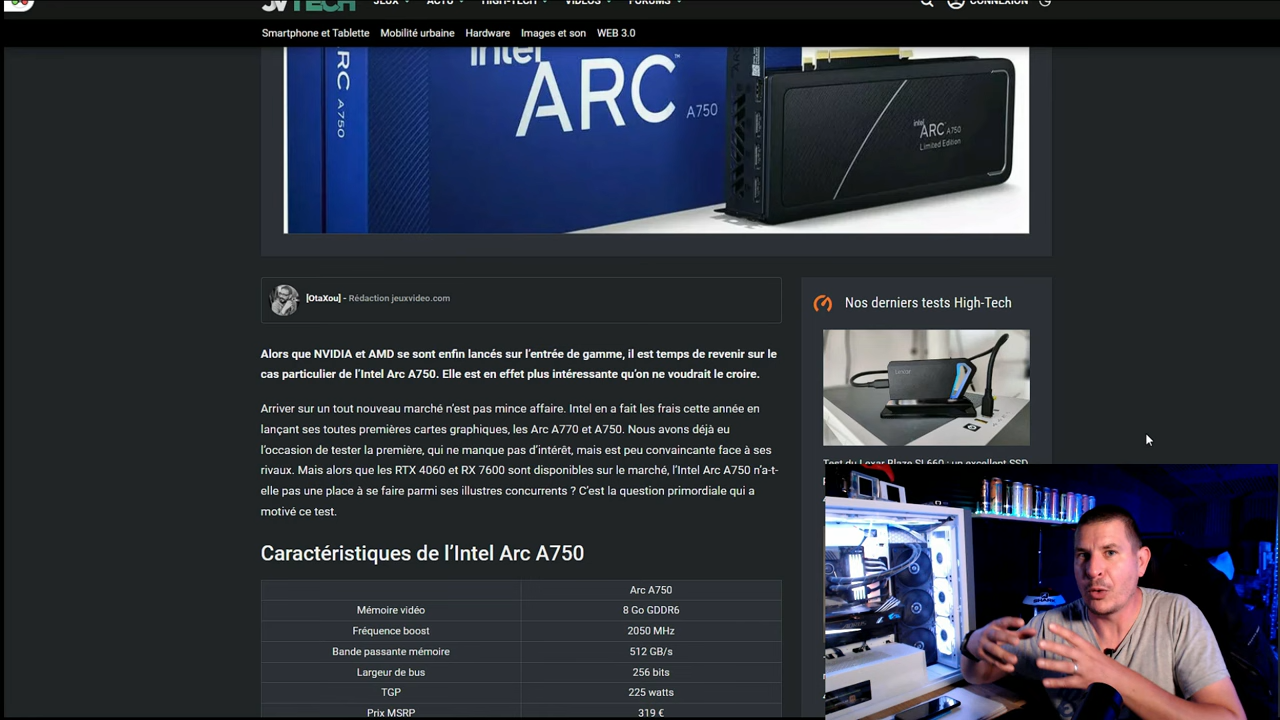 JVTECH JEUX ACTU HIGH-TECH VIDÉOS FORUMS CONNEXION
Smartphone et Tablette Mobilité urbaine Hardware Images et son WEB 3.0
intel
ARC™ A750
ARC A750
intel
ARC A750
Limited Edition
[OtaXou] - Rédaction jeuxvideo.com
Alors que NVIDIA et AMD se sont enfin lancés sur l'entrée de gamme, il est temps de revenir sur le
cas particulier de l'Intel Arc A750. Elle est en effet plus intéressante qu'on ne voudrait le croire.
Arriver sur un tout nouveau marché n'est pas mince affaire. Intel en a fait les frais cette année en
lançant ses toutes premières cartes graphiques, les Arc A770 et A750. Nous avons déjà eu
l'occasion de tester la première, qui ne manque pas d'intérêt, mais est peu convaincante face à ses
rivaux. Mais alors que les RTX 4060 et RX 7600 sont disponibles sur le marché, l'Intel Arc A750 n'a-t-
elle pas une place à se faire parmi ses illustres concurrents ? C'est la question primordiale qui a
motivé ce test.
Caractéristiques de l'Intel Arc A750
Arc A750
Mémoire vidéo 8 Go GDDR6
Fréquence boost 2050 MHz
Bande passante mémoire 512 GB/s
Largeur de bus 256 bits
TGP 225 watts
Prix MSRP 319 €
Nos derniers tests High-Tech
Lexar
Test du Lexar Blaze SL660 : un excellent SSD